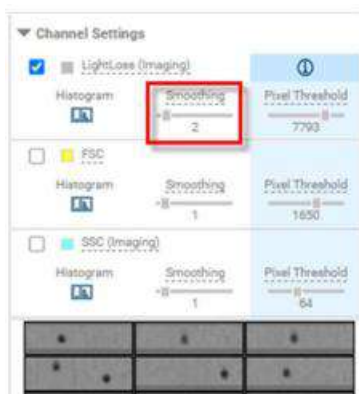 Channel Settings
LightLoss (Imaging)
Histogram Smoothing Pixel Threshold
2 7793
FSC
Histogram Smoothing Pixel Threshold
1 1650
SSC (Imaging)
Histogram Smoothing Pixel Threshold
1 64